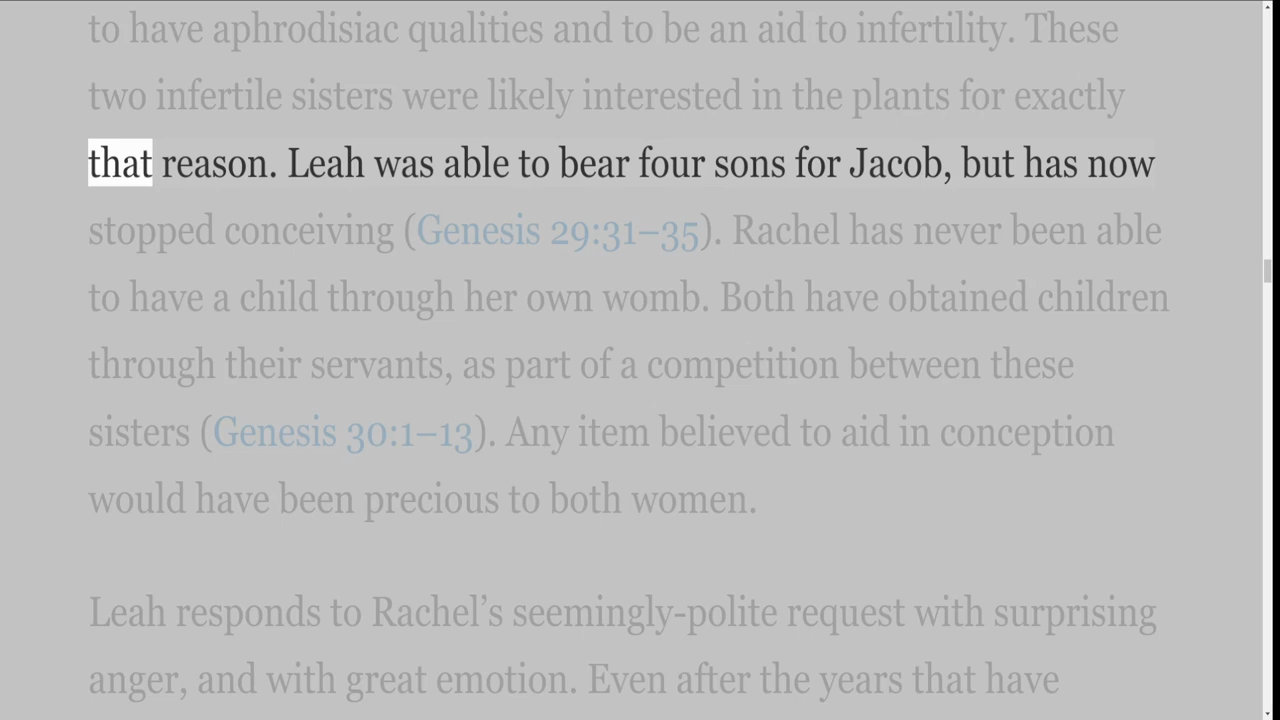 to have aphrodisiac qualities and to be an aid to infertility. These
two infertile sisters were likely interested in the plants for exactly
that reason. Leah was able to bear four sons for Jacob, but has now
stopped conceiving (Genesis 29:31–35). Rachel has never been able
to have a child through her own womb. Both have obtained children
through their servants, as part of a competition between these
sisters (Genesis 30:1–13). Any item believed to aid in conception
would have been precious to both women.
Leah responds to Rachel’s seemingly-polite request with surprising
anger, and with great emotion. Even after the years that have